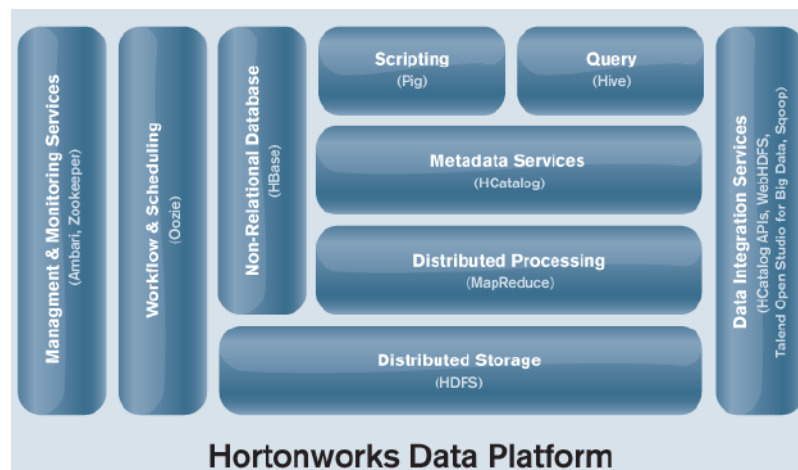 Managment & Monitoring Services
(Ambari, Zookeeper)
Workflow & Scheduling
(Oozie)
Non-Relational Database
(HBase)
Scripting
(Pig)
Query
(Hive)
Metadata Services
(HCatalog)
Distributed Processing
(MapReduce)
Distributed Storage
(HDFS)
Data Integration Services
(HCatalog APIs, WebHDFS,
Talend Open Studio for Big Data, Sqoop)
Hortonworks Data Platform